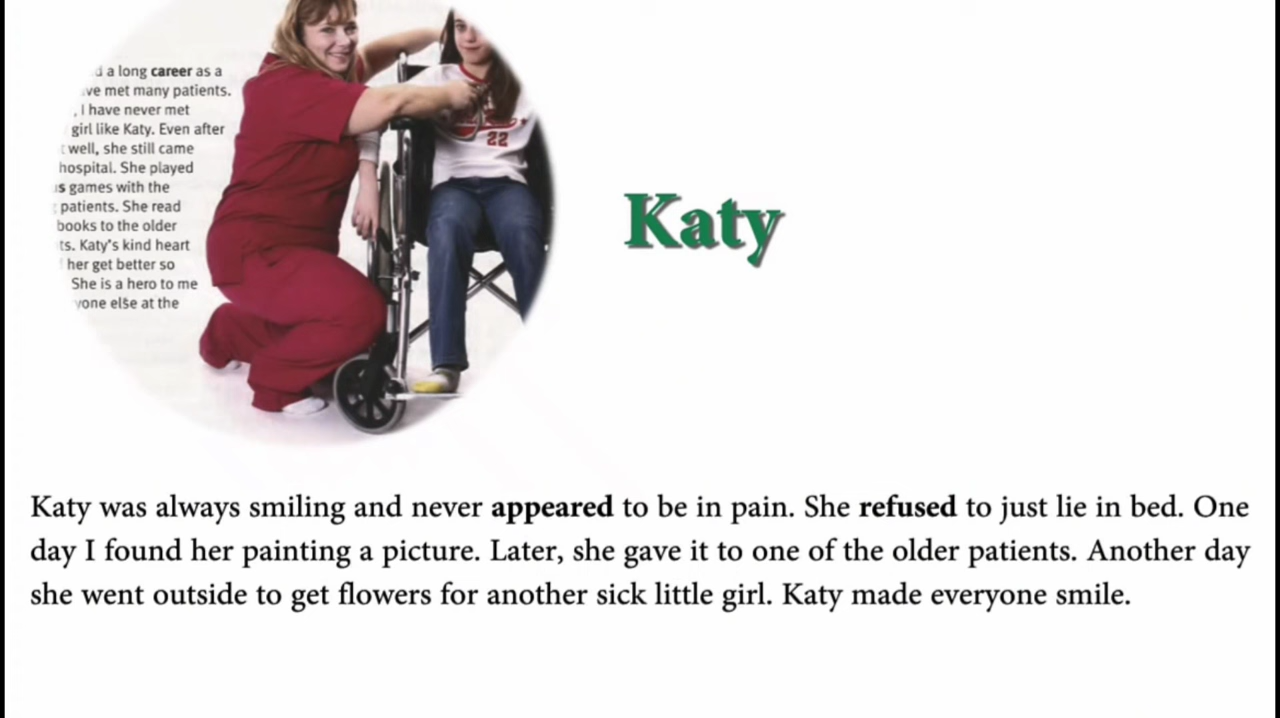 a long career as a
met many patients.
, I have never met
girl like Katy. Even after
well, she still came
hospital. She played
games with the
patients. She read
books to the older
Katy's kind heart
her get better so
She is a hero to me
else at the
22
Katy
Katy was always smiling and never appeared to be in pain. She refused to just lie in bed. One
day I found her painting a picture. Later, she gave it to one of the older patients. Another day
she went outside to get flowers for another sick little girl. Katy made everyone smile.